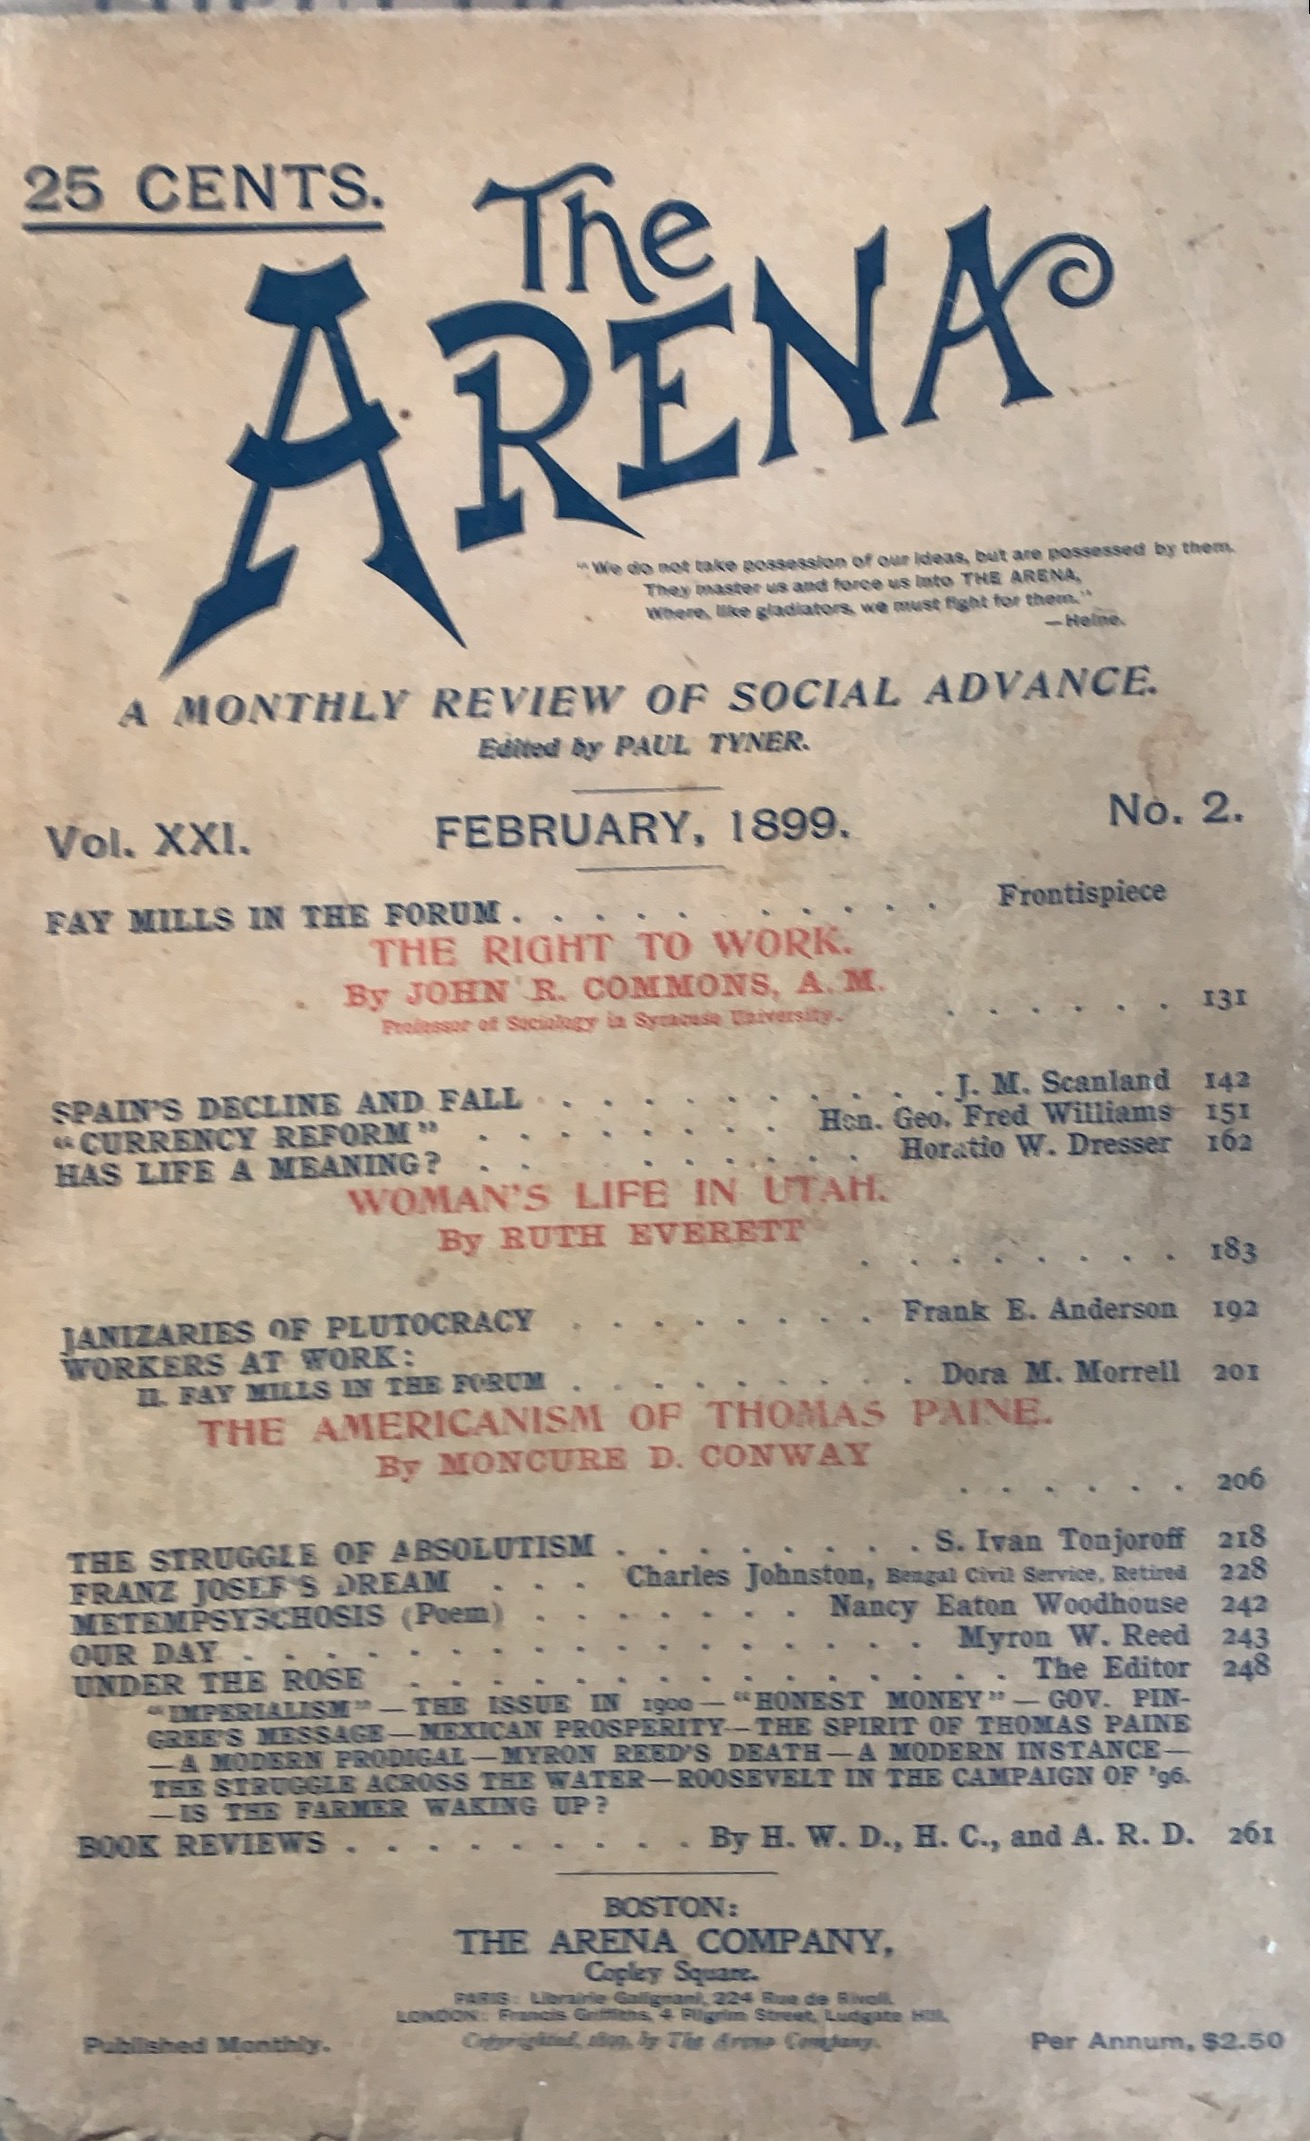 25 CENTS.
The
ARENA
"We do not take possession of our ideas, but are possessed by them.
They master us and force us into THE ARENA,
Where, like gladiators, we must fight for them."
—Heine.
A MONTHLY REVIEW OF SOCIAL ADVANCE.
Edited by PAUL TYNER.
Vol. XXI. FEBRUARY, 1899. No. 2.
FAY MILLS IN THE FORUM . . . . . . . . . . . Frontispiece
THE RIGHT TO WORK.
By JOHN R. COMMONS, A. M.
Professor of Sociology in Syracuse University. . . . . . . 131
SPAIN'S DECLINE AND FALL . . . . . . . . . . J. M. Scanland 142
"CURRENCY REFORM" . . . . . . . . Hon. Geo. Fred Williams 151
HAS LIFE A MEANING? . . . . . . . . . Horatio W. Dresser 162
WOMAN'S LIFE IN UTAH.
By RUTH EVERETT
. . . . . . . . 183
JANIZARIES OF PLUTOCRACY . . . . . . . . Frank E. Anderson 192
WORKERS AT WORK:
II. FAY MILLS IN THE FORUM . . . . . . . . . Dora M. Morrell 201
THE AMERICANISM OF THOMAS PAINE.
By MONCURE D. CONWAY
. . . . . . 206
THE STRUGGLE OF ABSOLUTISM . . . . . . . . S. Ivan Tonjoroff 218
FRANZ JOSEF'S DREAM . . . Charles Johnston, Bengal Civil Service, Retired 228
METEMPSYSCHOSIS (Poem) . . . . . . . Nancy Eaton Woodhouse 242
OUR DAY . . . . . . . . . . . . . . . . Myron W. Reed 243
UNDER THE ROSE . . . . . . . . . . . . . . The Editor 248
"IMPERIALISM"—THE ISSUE IN 1900—"HONEST MONEY"—GOV. PIN-
GREE'S MESSAGE—MEXICAN PROSPERITY—THE SPIRIT OF THOMAS PAINE
—A MODERN PRODIGAL—MYRON REED'S DEATH—A MODERN INSTANCE—
THE STRUGGLE ACROSS THE WATER—ROOSEVELT IN THE CAMPAIGN OF '96.
—IS THE FARMER WAKING UP?
BOOK REVIEWS . . . . . . . . . By H. W. D., H. C., and A. R. D. 261
BOSTON:
THE ARENA COMPANY,
Copley Square.
PARIS: Librairie Galignani, 224 Rue de Rivoli.
LONDON: Francis Griffiths, 4 Pilgrim Street, Ludgate Hill.
Published Monthly. Copyrighted, 1899, by The Arena Company. Per Annum, $2.50